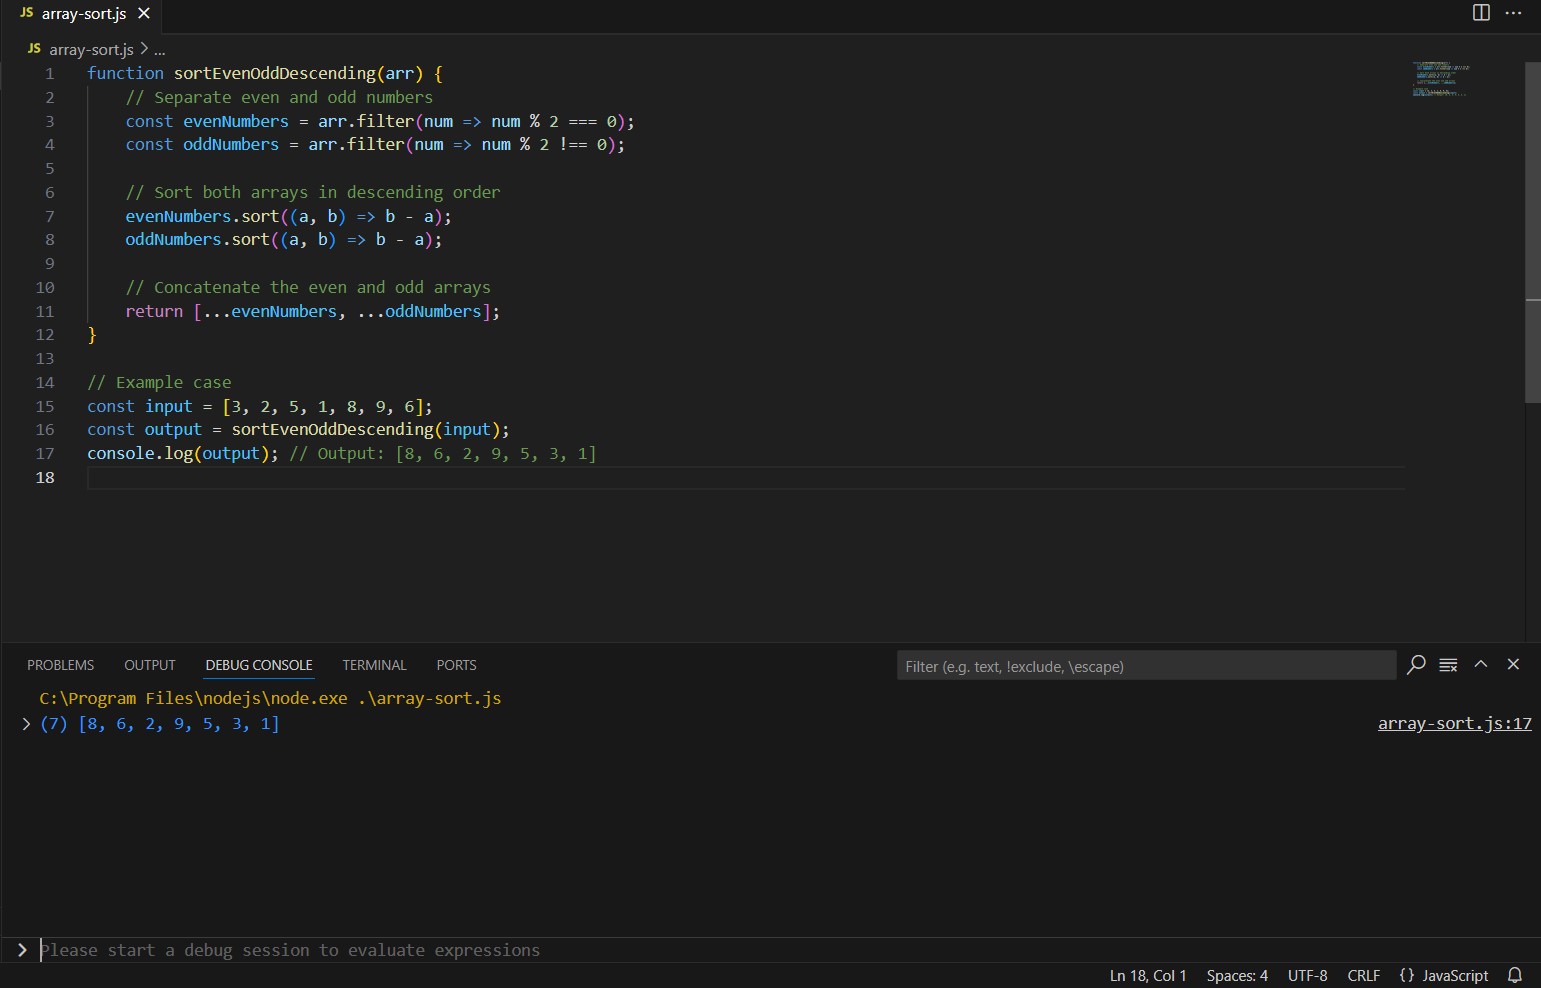 JS array-sort.js
JS array-sort.js > ...
1 function sortEvenOddDescending(arr) {
2     // Separate even and odd numbers
3     const evenNumbers = arr.filter(num => num % 2 === 0);
4     const oddNumbers = arr.filter(num => num % 2 !== 0);
5
6     // Sort both arrays in descending order
7     evenNumbers.sort((a, b) => b - a);
8     oddNumbers.sort((a, b) => b - a);
9
10     // Concatenate the even and odd arrays
11     return [...evenNumbers, ...oddNumbers];
12 }
13
14 // Example case
15 const input = [3, 2, 5, 1, 8, 9, 6];
16 const output = sortEvenOddDescending(input);
17 console.log(output); // Output: [8, 6, 2, 9, 5, 3, 1]
18
PROBLEMS OUTPUT DEBUG CONSOLE TERMINAL PORTS Filter (e.g. text, !exclude, \escape)
C:\Program Files\nodejs\node.exe .\array-sort.js
> (7) [8, 6, 2, 9, 5, 3, 1] array-sort.js:17
> Please start a debug session to evaluate expressions
Ln 18, Col 1 Spaces: 4 UTF-8 CRLF {} JavaScript